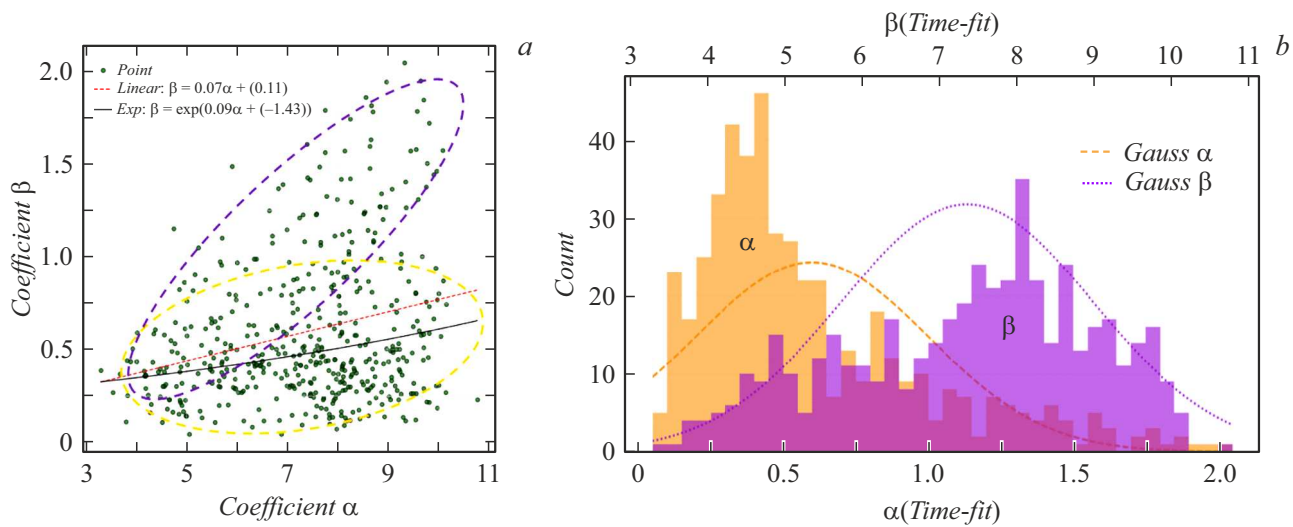 a
2.0
1.5
1.0
0.5
0
Coefficient β
Point
Linear: β = 0.07α + (0.11)
Exp: β = exp(0.09α + (–1.43))
3 5 7 9 11
Coefficient α
b
β(Time-fit)
3 4 5 6 7 8 9 10 11
40
30
20
10
0
Count
Gauss α
Gauss β
α
β
0 0.5 1.0 1.5 2.0
α(Time-fit)